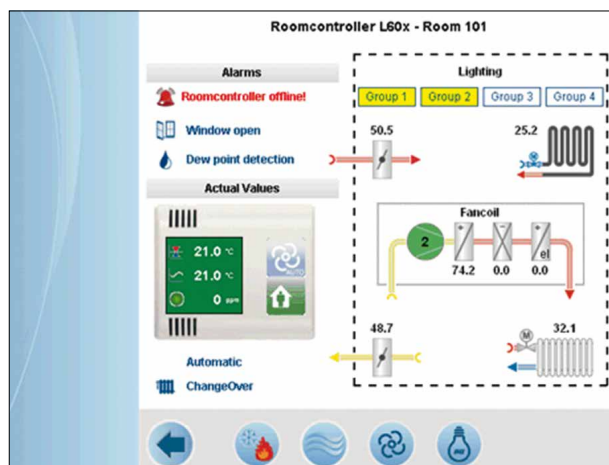 Roomcontroller L60x - Room 101
Alarms
Roomcontroller offline!
Window open
Dew point detection
Actual Values
21.0 °C
21.0 °C
0 ppm
AUTO
Automatic
ChangeOver
Lighting
Group 1 Group 2 Group 3 Group 4
50.5 25.2
M
Fancoil
2
+ - +
el
74.2 0.0 0.0
48.7 32.1
M